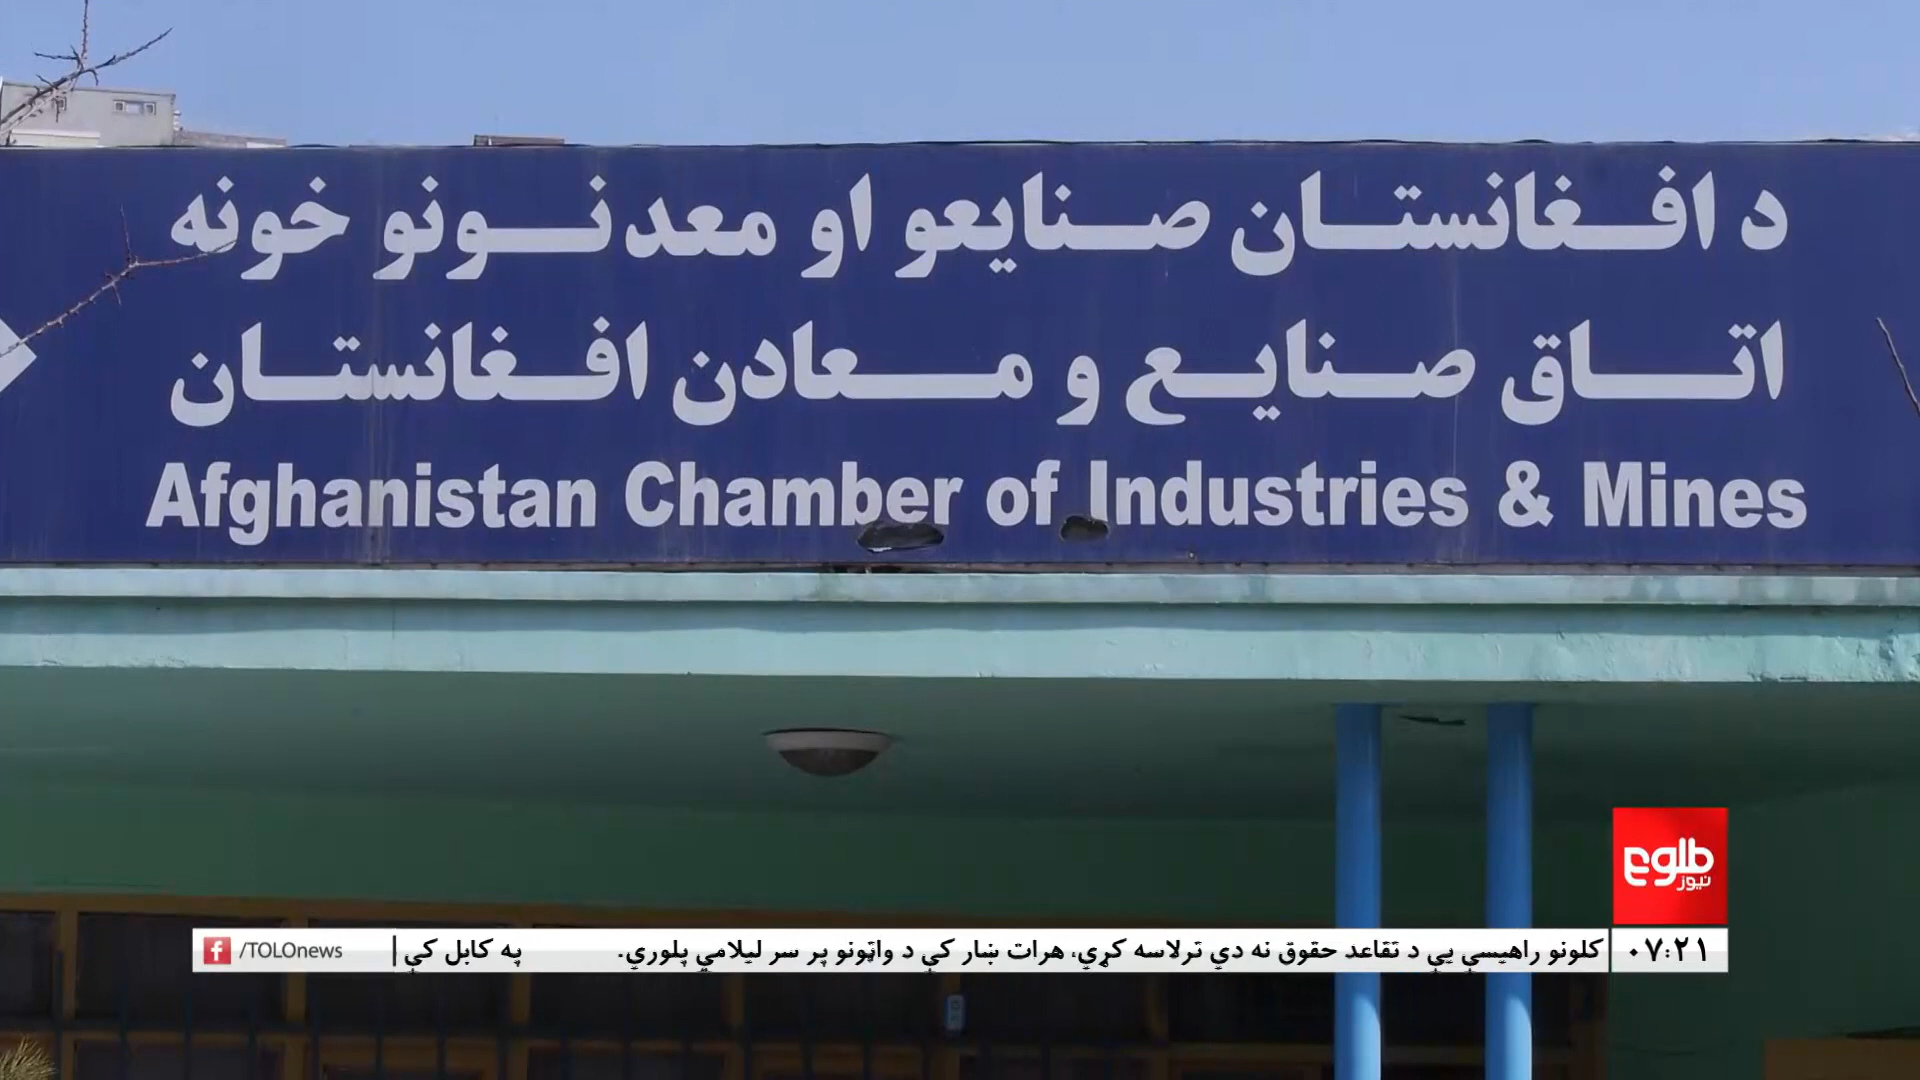 د افغانستان صنایعو او معدنونو خونه
اتاق صنایع و معادن افغانستان
Afghanistan Chamber of Industries & Mines
طلوع
نیوز
۰۷:۲۱
کلونو راهیسې یې د تقاعد حقوق نه دي ترلاسه کړي، هرات ښار کې د واټونو پر سر لیلامي پلوري. په کابل کې
/TOLOnews